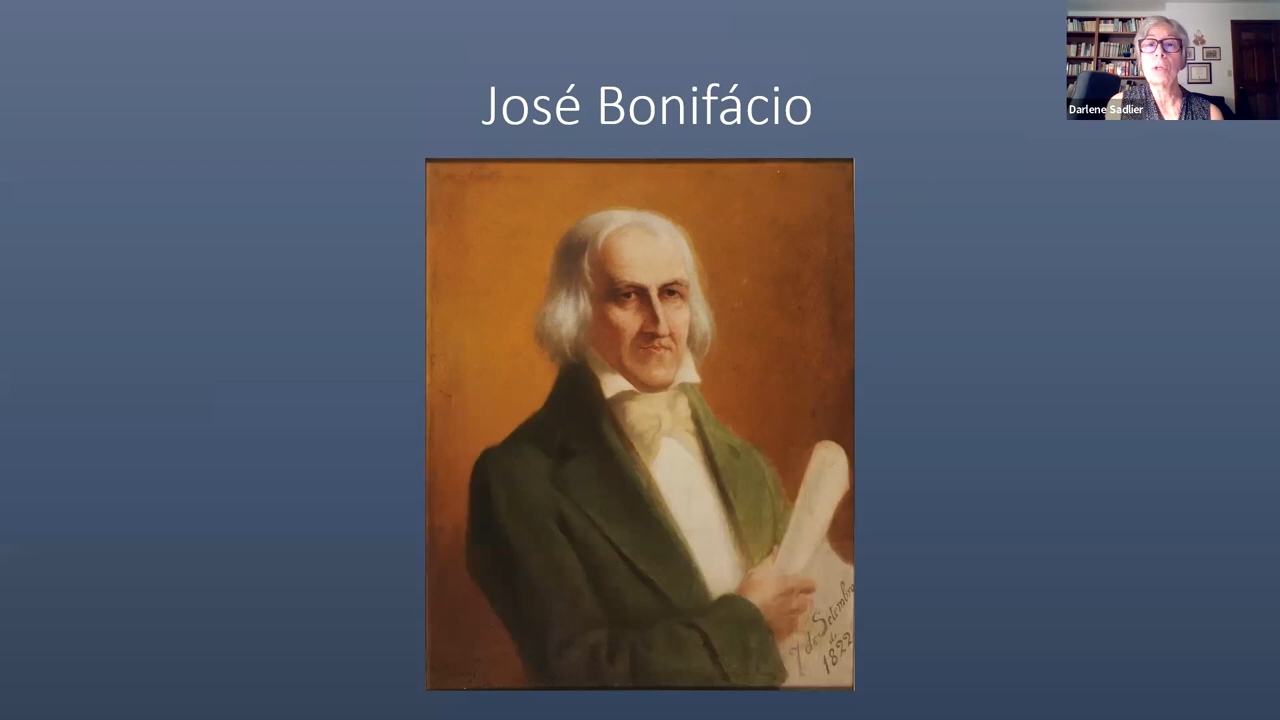 José Bonifácio
Darlene Sadlier
7 de Setembro
de
1822